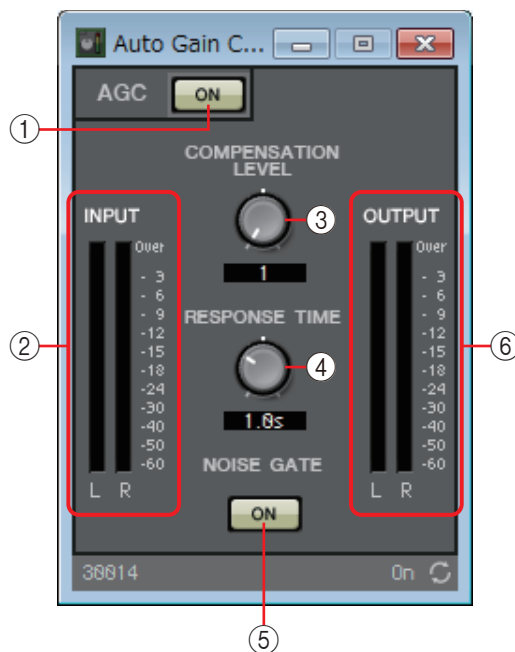 Auto Gain C...
AGC
ON
①
COMPENSATION
LEVEL
③
1
INPUT
Over
- 3
- 6
- 9
-12
-15
-18
-24
-30
-40
-50
-60
L R
②
RESPONSE TIME
④
1.0s
NOISE GATE
ON
⑤
OUTPUT
Over
- 3
- 6
- 9
-12
-15
-18
-24
-30
-40
-50
-60
L R
⑥
30014
On